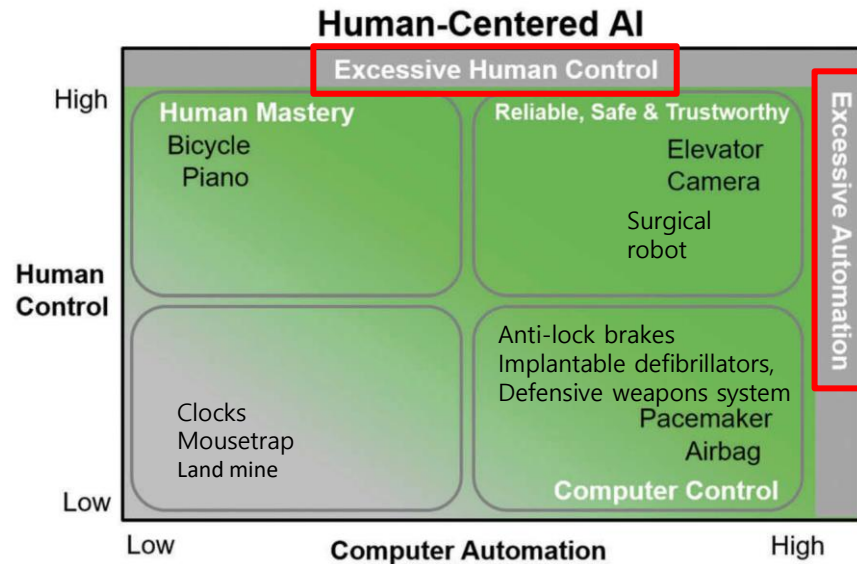 Human-Centered AI
Excessive Human Control
High
Human Mastery
Bicycle
Piano
Reliable, Safe & Trustworthy
Elevator
Camera
Surgical
robot
Excessive Automation
Human
Control
Clocks
Mousetrap
Land mine
Anti-lock brakes
Implantable defibrillators,
Defensive weapons system
Pacemaker
Airbag
Computer Control
Low
Low
Computer Automation
High